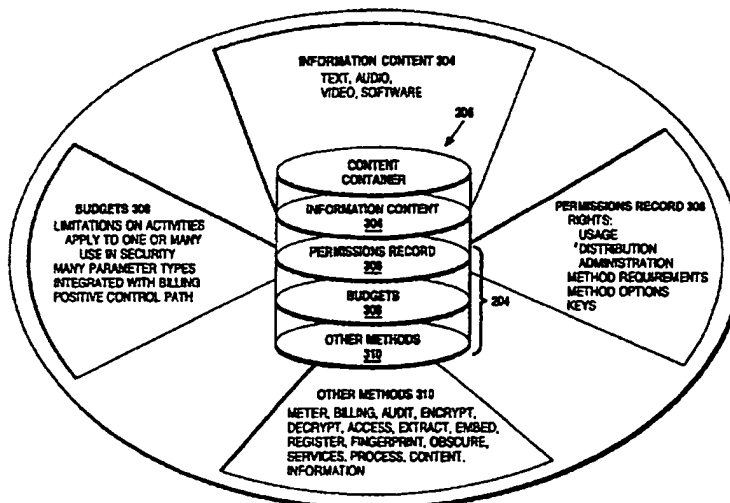 INFORMATION CONTENT 304
TEXT, AUDIO,
VIDEO, SOFTWARE
206
CONTENT
CONTAINER
INFORMATION CONTENT
304
PERMISSIONS RECORD
308
BUDGETS
308
OTHER METHODS
310
204
BUDGETS 308
LIMITATIONS ON ACTIVITIES
APPLY TO ONE OR MANY
USE IN SECURITY
MANY PARAMETER TYPES
INTEGRATED WITH BILLING
POSITIVE CONTROL PATH
PERMISSIONS RECORD 308
RIGHTS:
USAGE
*DISTRIBUTION
ADMINISTRATION
METHOD REQUIREMENTS
METHOD OPTIONS
KEYS
OTHER METHODS 310
METER, BILLING, AUDIT, ENCRYPT,
DECRYPT, ACCESS, EXTRACT, EMBED,
REGISTER, FINGERPRINT, OBSCURE,
SERVICES, PROCESS, CONTENT,
INFORMATION